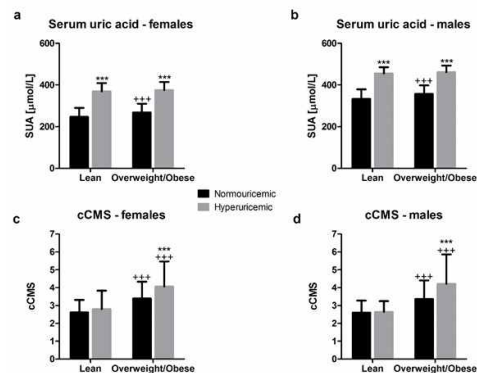 a
Serum uric acid - females
SUA [µmol/L]
600
400
200
0
***
+++
***
Lean
Overweight/Obese
b
Serum uric acid - males
SUA [µmol/L]
600
400
200
0
***
+++
***
Lean
Overweight/Obese
Normouricemic
Hyperuricemic
c
cCMS - females
cCMS
7
6
5
4
3
2
1
0
+++
***
+++
Lean
Overweight/Obese
d
cCMS - males
cCMS
7
6
5
4
3
2
1
0
+++
***
+++
Lean
Overweight/Obese